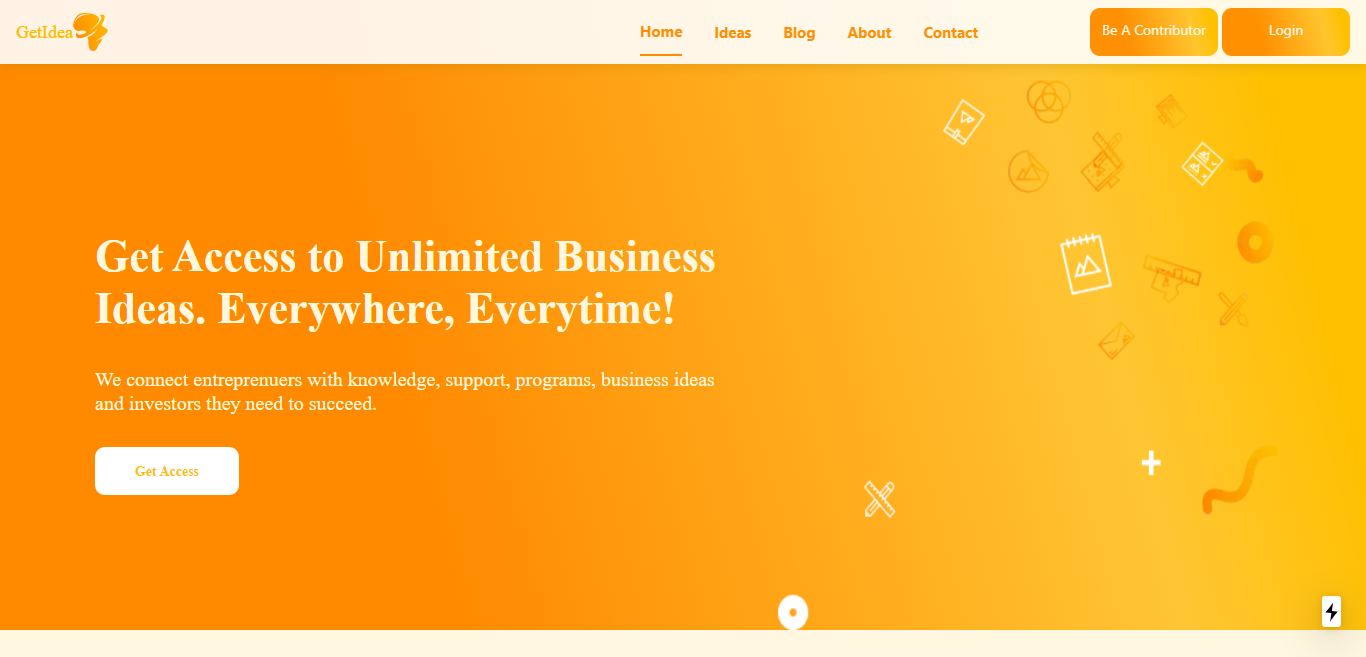 GetIdea
Home
Ideas
Blog
About
Contact
Be A Contributor
Login
Get Access to Unlimited Business
Ideas. Everywhere, Everytime!
We connect entreprenuers with knowledge, support, programs, business ideas
and investors they need to succeed.
Get Access